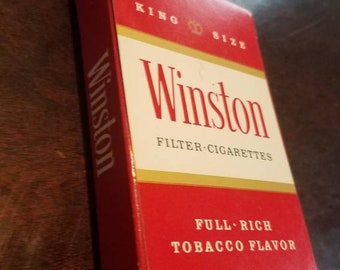 KING SIZE
Winston
FILTER·CIGARETTES
FULL·RICH
TOBACCO FLAVOR
Winston